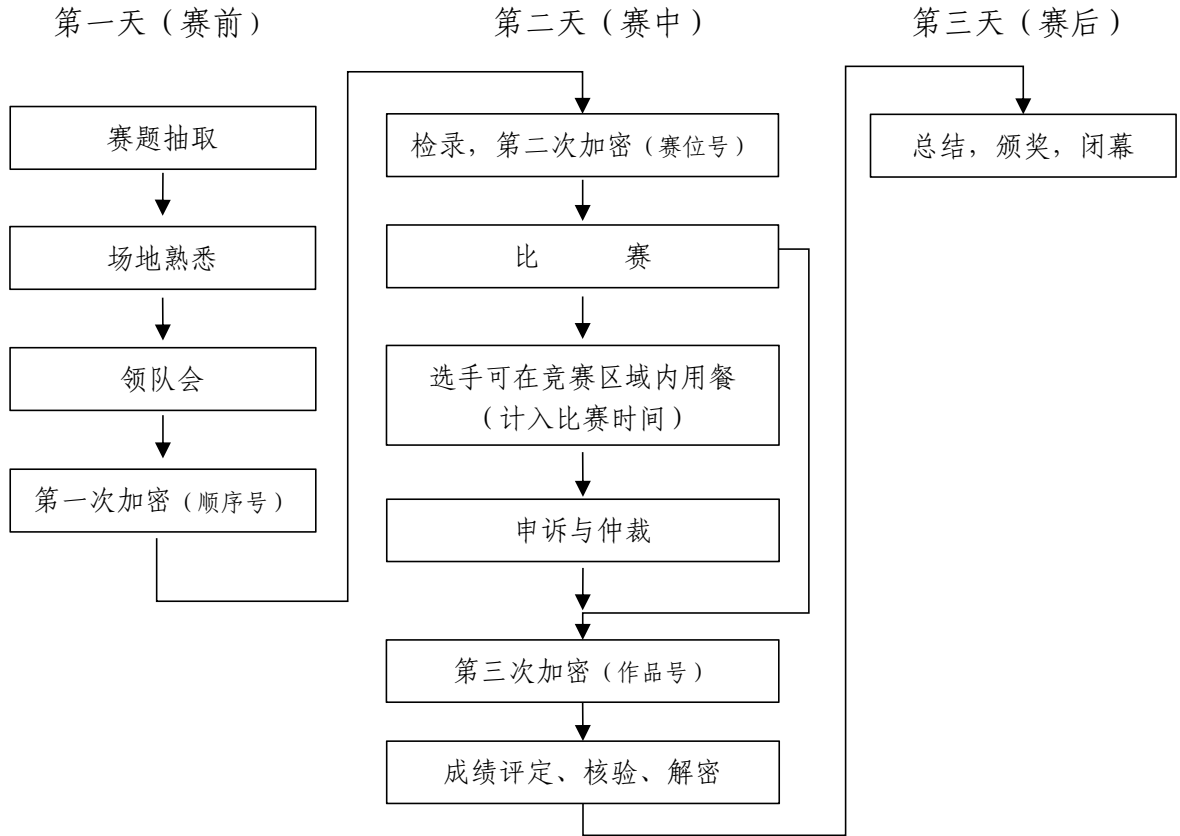 第一天（赛前）
赛题抽取
场地熟悉
领队会
第一次加密（顺序号）
第二天（赛中）
检录，第二次加密（赛位号）
比 赛
选手可在竞赛区域内用餐
（计入比赛时间）
申诉与仲裁
第三次加密（作品号）
成绩评定、核验、解密
第三天（赛后）
总结，颁奖，闭幕